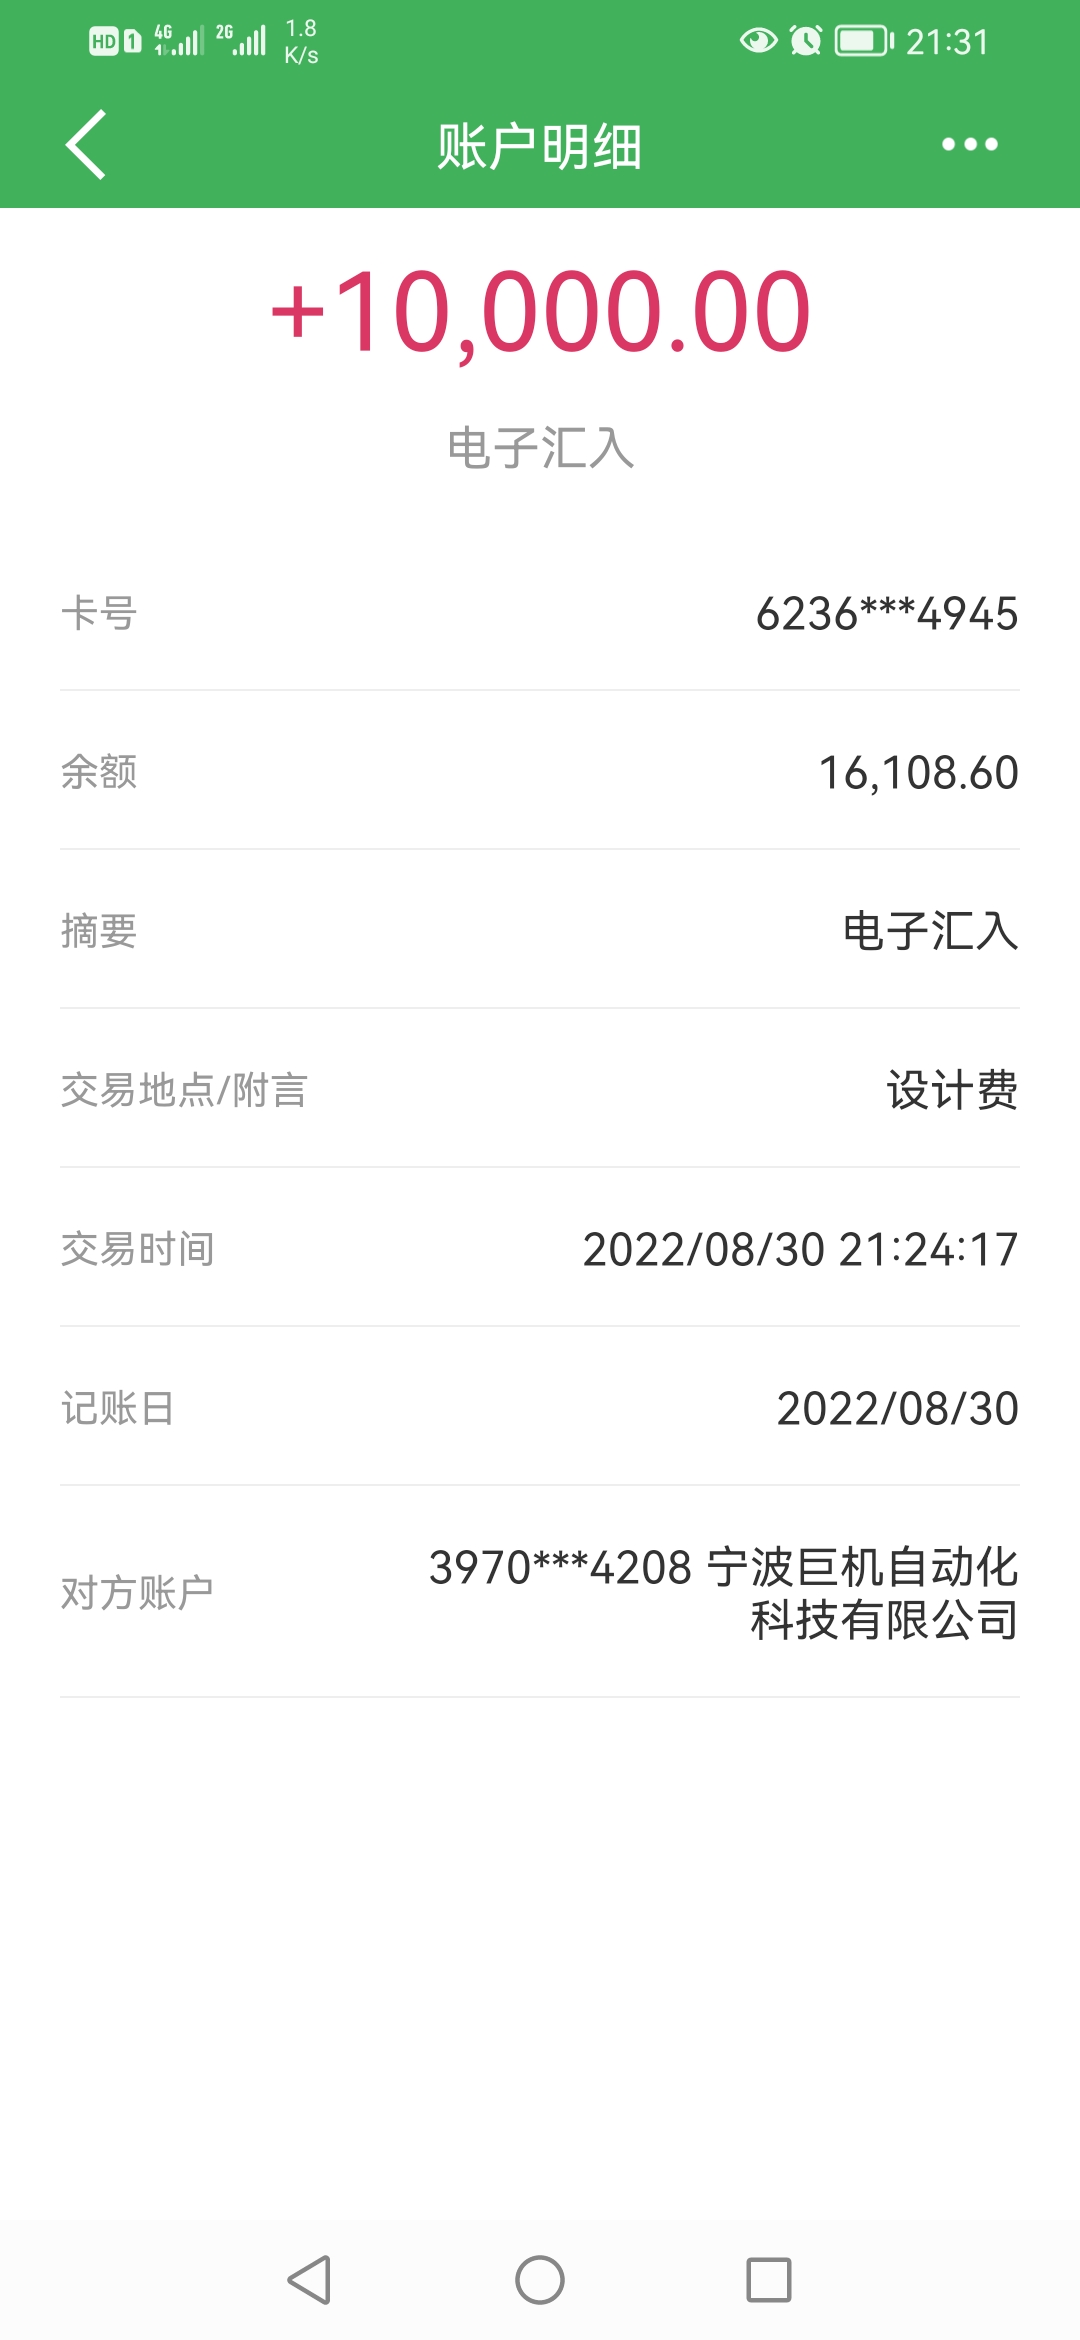 HD 1 4G 2G 1.8 K/s 21:31
账户明细
+10,000.00
电子汇入
卡号 6236***4945
余额 16,108.60
摘要 电子汇入
交易地点/附言 设计费
交易时间 2022/08/30 21:24:17
记账日 2022/08/30
对方账户 3970***4208 宁波巨机自动化
科技有限公司